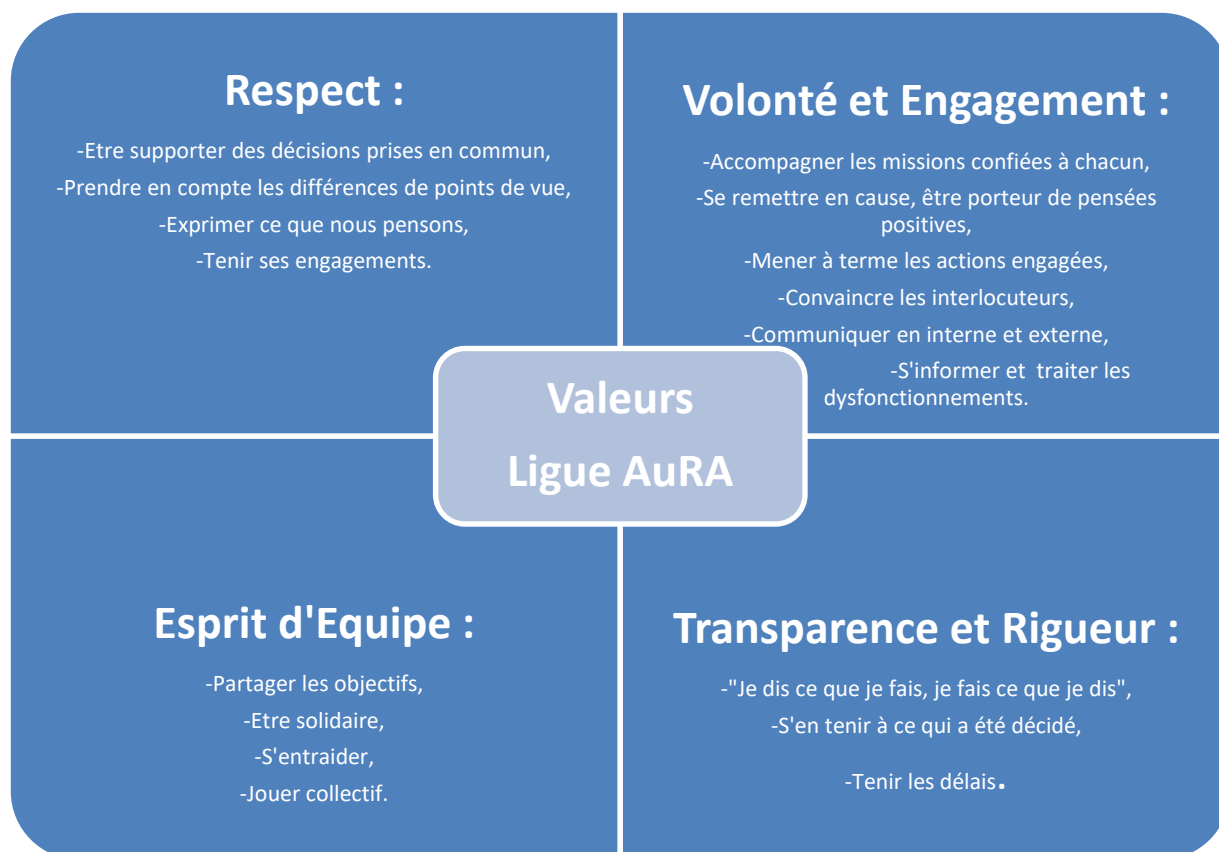 Respect :
-Etre supporter des décisions prises en commun,
-Prendre en compte les différences de points de vue,
-Exprimer ce que nous pensons,
-Tenir ses engagements.
Volonté et Engagement :
-Accompagner les missions confiées à chacun,
-Se remettre en cause, être porteur de pensées
positives,
-Mener à terme les actions engagées,
-Convaincre les interlocuteurs,
-Communiquer en interne et externe,
-S'informer et  traiter les
dysfonctionnements.
Valeurs
Ligue AuRA
Esprit d'Equipe :
-Partager les objectifs,
-Etre solidaire,
-S'entraider,
-Jouer collectif.
Transparence et Rigueur :
-"Je dis ce que je fais, je fais ce que je dis",
-S'en tenir à ce qui a été décidé,
-Tenir les délais.